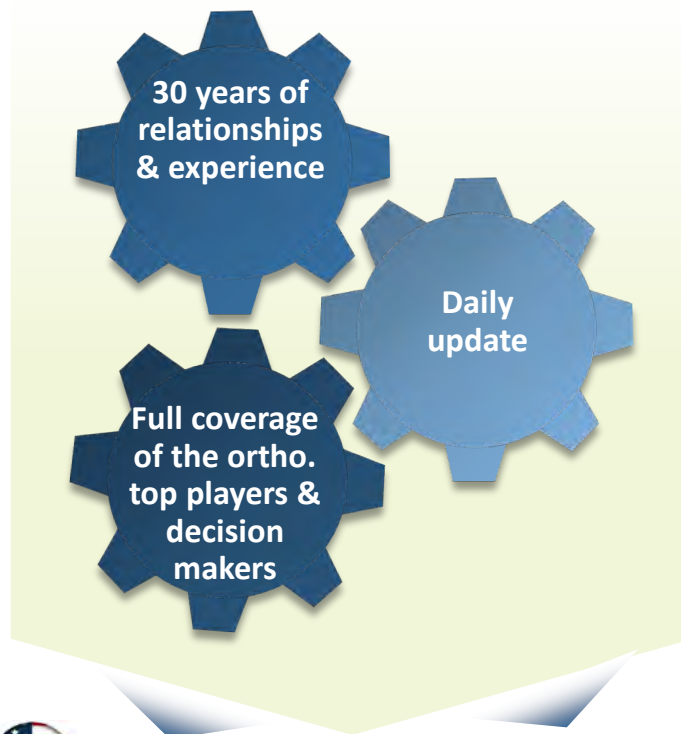 30 years of
relationships
& experience
Daily
update
Full coverage
of the ortho.
top players &
decision
makers